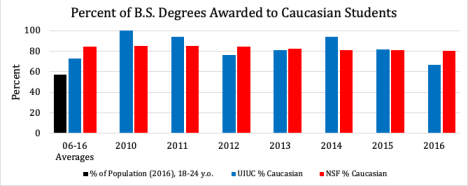 Percent of B.S. Degrees Awarded to Caucasian Students
100
80
60
40
20
0
Percent
06-16 2010 2011 2012 2013 2014 2015 2016
Averages
% of Population (2016), 18-24 y.o. UIUC % Caucasian NSF % Caucasian